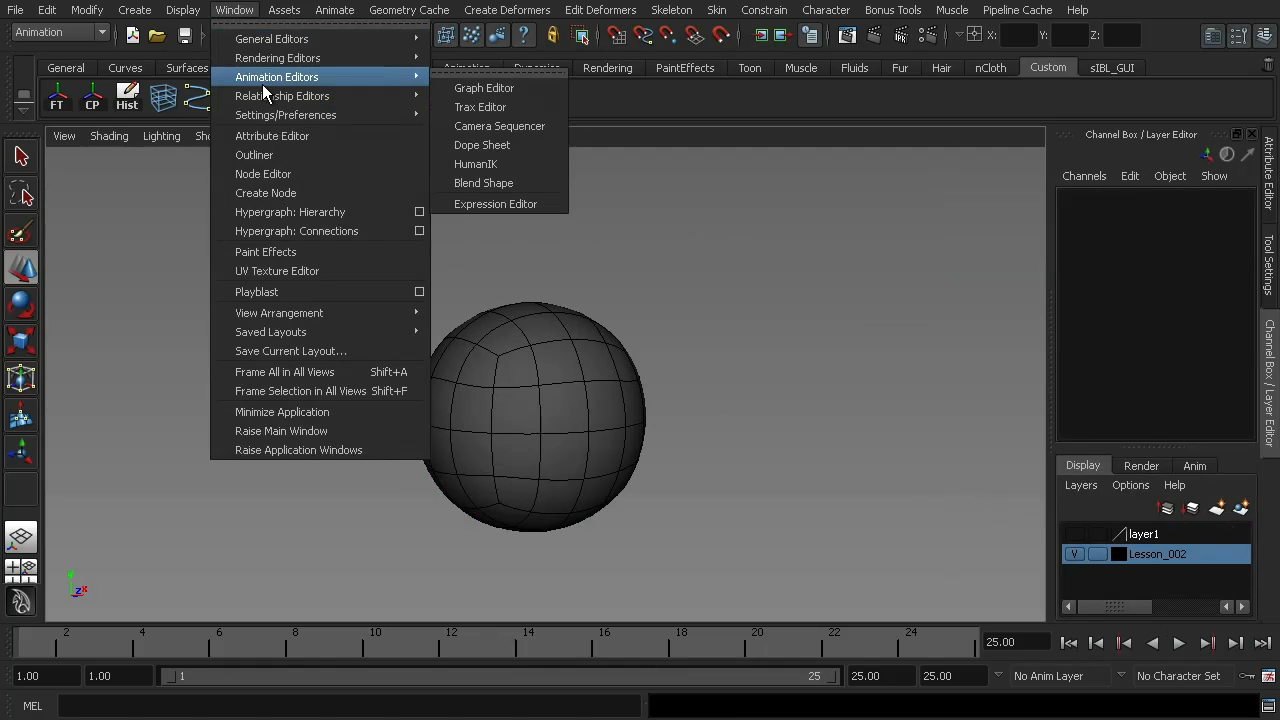 File Edit Modify Create Display Window Assets Animate Geometry Cache Create Deformers Edit Deformers Skeleton Skin Constrain Character Bonus Tools Muscle Pipeline Cache Help
Animation
X: Y: Z:
General Editors
Rendering Editors
Animation Editors
Relationship Editors
Settings/Preferences
Attribute Editor
Outliner
Node Editor
Create Node
Hypergraph: Hierarchy
Hypergraph: Connections
Paint Effects
UV Texture Editor
Playblast
View Arrangement
Saved Layouts
Save Current Layout...
Frame All in All Views Shift+A
Frame Selection in All Views Shift+F
Minimize Application
Raise Main Window
Raise Application Windows
Graph Editor
Trax Editor
Camera Sequencer
Dope Sheet
HumanIK
Blend Shape
Expression Editor
General Curves Surfaces Rendering PaintEffects Toon Muscle Fluids Fur Hair nCloth Custom sIBL_GUI
FT CP Hist
View Shading Lighting
Channel Box / Layer Editor
Channels Edit Object Show
Attribute Editor
Tool Settings
Channel Box / Layer Editor
Display Render Anim
Layers Options Help
layer1
V Lesson_002
y
z x
2 4 6 8 10 12 14 16 18 20 22 24 25.00
1.00 1.00 1 25 25.00 25.00 No Anim Layer No Character Set
MEL